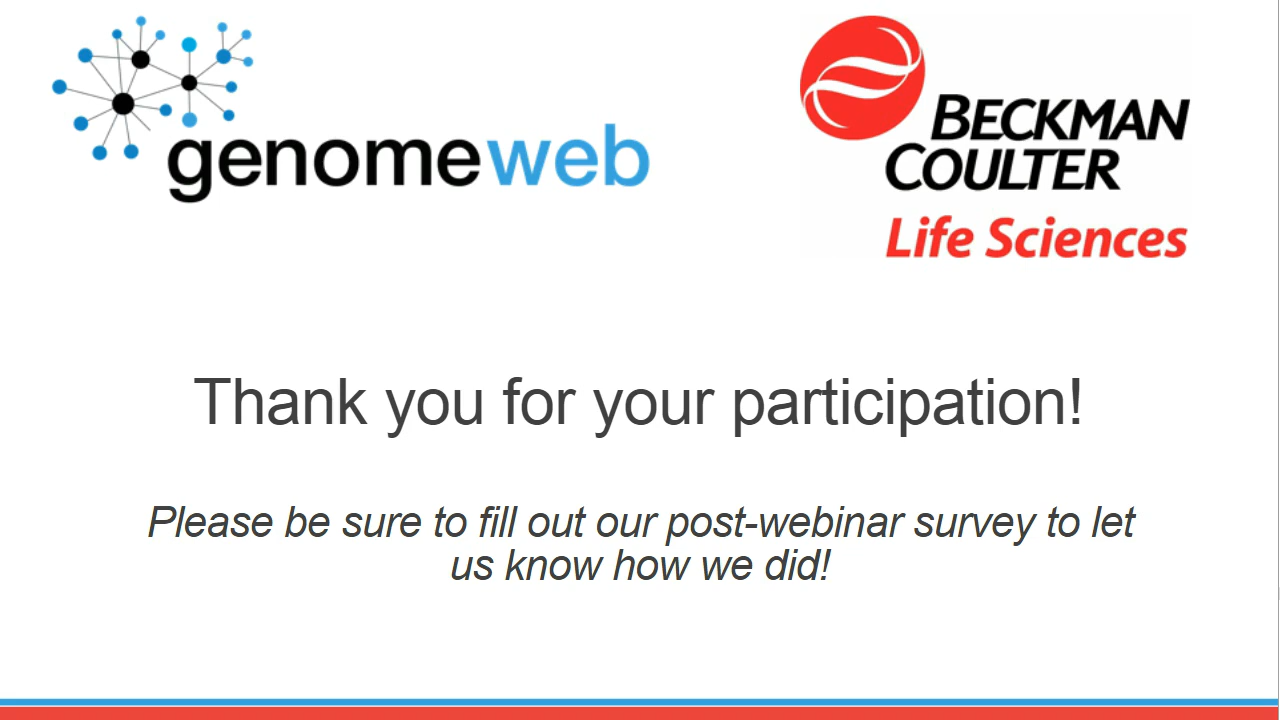 genomeweb
BECKMAN
COULTER
Life Sciences
Thank you for your participation!
Please be sure to fill out our post-webinar survey to let
us know how we did!